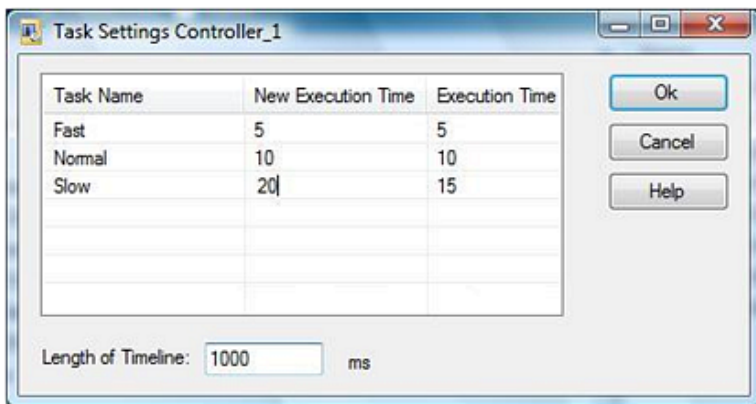 Task Settings Controller_1
Task Name New Execution Time Execution Time
Fast 5 5
Normal 10 10
Slow 20 15
Ok
Cancel
Help
Length of Timeline: 1000 ms